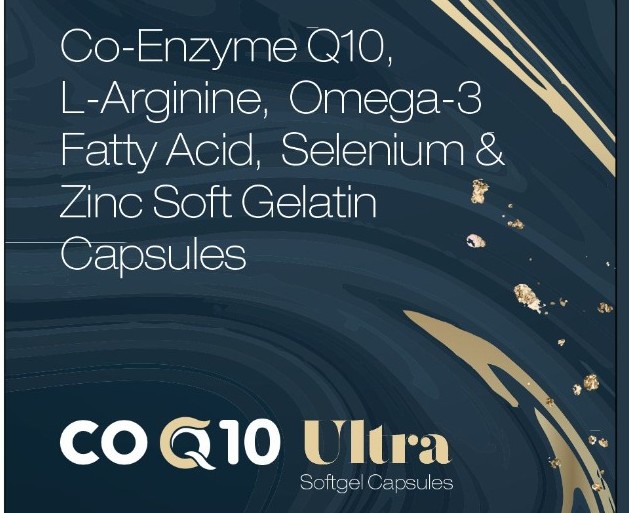 Co-Enzyme Q10,
L-Arginine, Omega-3
Fatty Acid, Selenium &
Zinc Soft Gelatin
Capsules
CO Q10 Ultra
Softgel Capsules